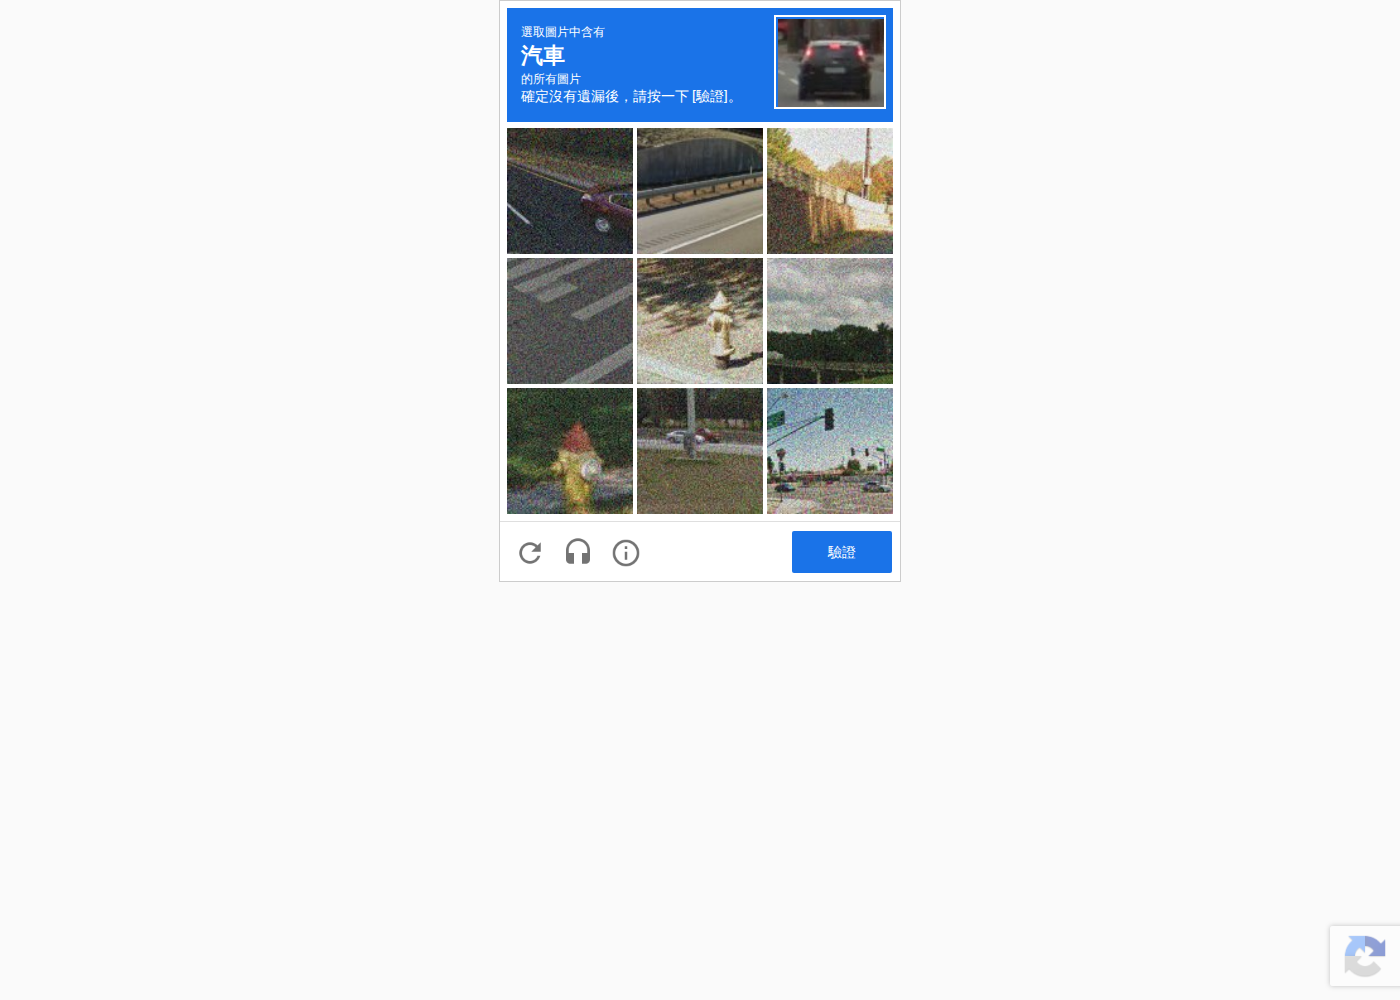 選取圖片中含有
汽車
的所有圖片
確定沒有遺漏後，請按一下 [驗證]。
驗證